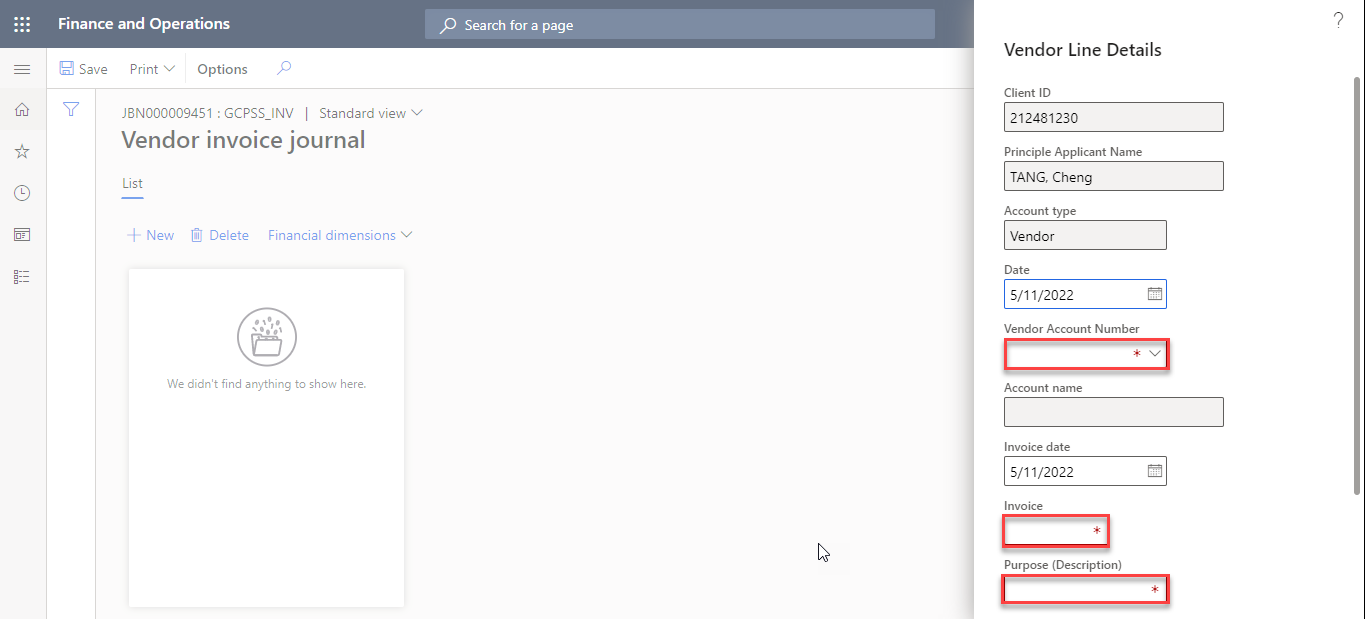 Finance and Operations
Search for a page
?
Save
Print
Options
JBN000009451 : GCPSS_INV | Standard view
Vendor invoice journal
List
New
Delete
Financial dimensions
We didn't find anything to show here.
Vendor Line Details
Client ID
212481230
Principle Applicant Name
TANG, Cheng
Account type
Vendor
Date
5/11/2022
Vendor Account Number
*
Account name
Invoice date
5/11/2022
Invoice
*
Purpose (Description)
*